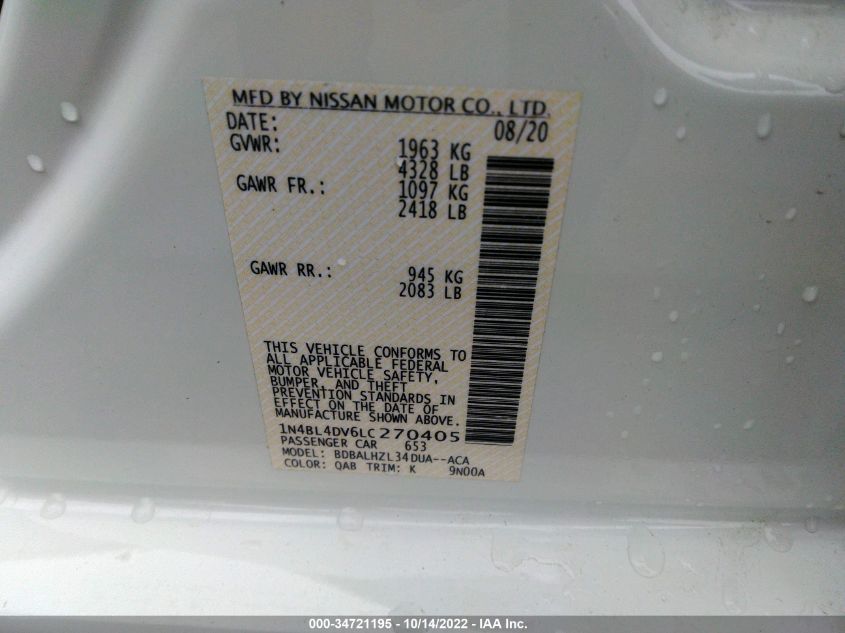 MFD BY NISSAN MOTOR CO., LTD.
DATE: 08/20
GVWR: 1963 KG
4328 LB
GAWR FR.: 1097 KG
2418 LB
GAWR RR.: 945 KG
2083 LB
THIS VEHICLE CONFORMS TO
ALL APPLICABLE FEDERAL
MOTOR VEHICLE SAFETY,
BUMPER, AND THEFT
PREVENTION STANDARDS IN
EFFECT ON THE DATE OF
MANUFACTURE SHOWN ABOVE.
1N4BL4DV6LC270405
PASSENGER CAR 653
MODEL: BDBALHZL34DUA--ACA
COLOR: QAB TRIM: K 9N00A
000-34721195 - 10/14/2022 - IAA Inc.